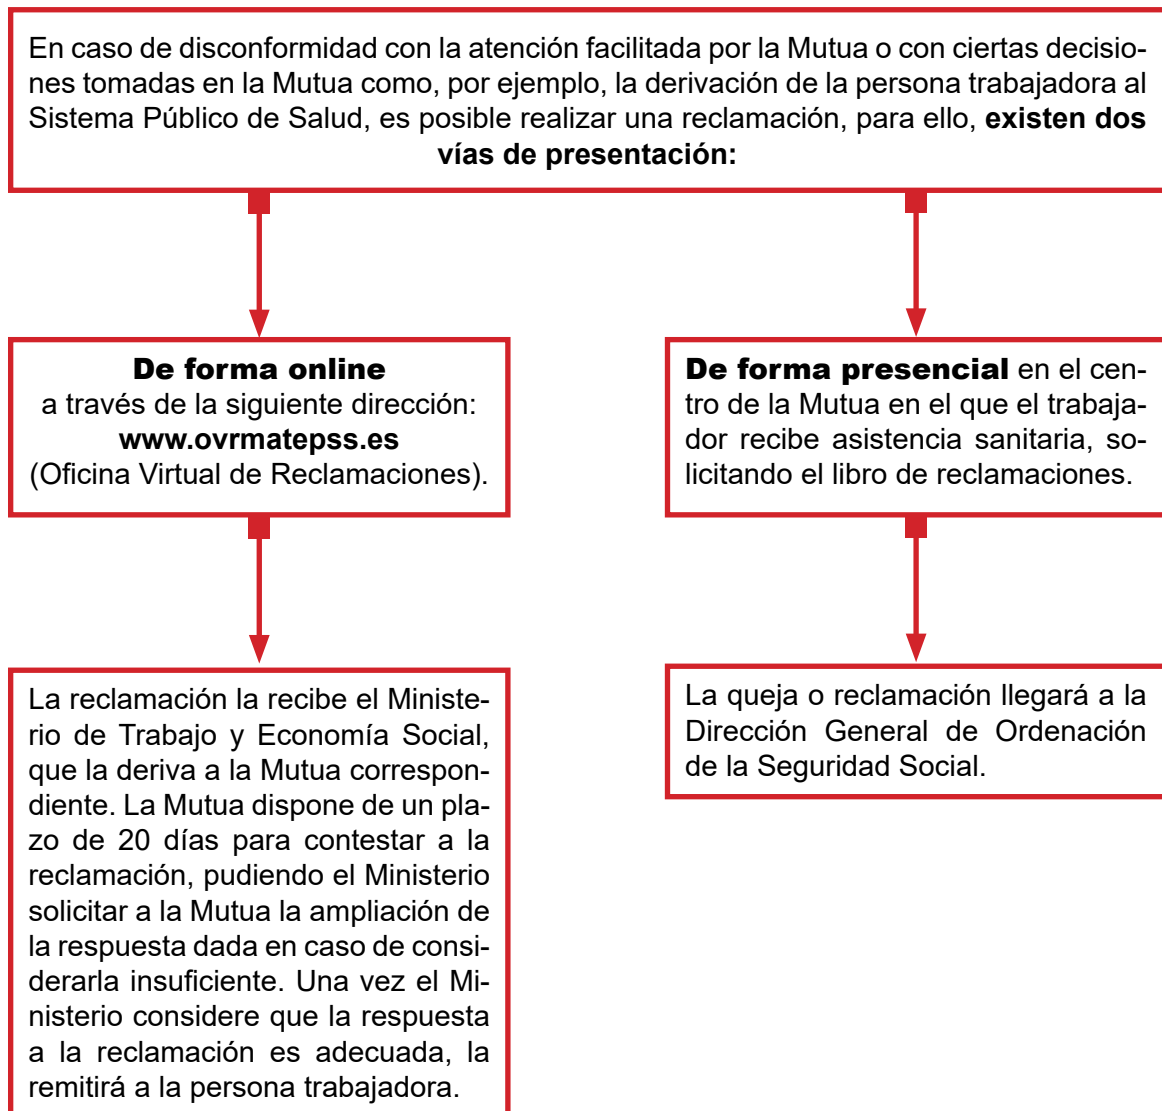 En caso de disconformidad con la atención facilitada por la Mutua o con ciertas decisio-
nes tomadas en la Mutua como, por ejemplo, la derivación de la persona trabajadora al
Sistema Público de Salud, es posible realizar una reclamación, para ello, existen dos
vías de presentación:
De forma online
a través de la siguiente dirección:
www.ovrmatepss.es
(Oficina Virtual de Reclamaciones).
De forma presencial en el cen-
tro de la Mutua en el que el trabaja-
dor recibe asistencia sanitaria, so-
licitando el libro de reclamaciones.
La reclamación la recibe el Ministe-
rio de Trabajo y Economía Social,
que la deriva a la Mutua correspon-
diente. La Mutua dispone de un pla-
zo de 20 días para contestar a la
reclamación, pudiendo el Ministerio
solicitar a la Mutua la ampliación de
la respuesta dada en caso de consi-
derarla insuficiente. Una vez el Mi-
nisterio considere que la respuesta
a la reclamación es adecuada, la
remitirá a la persona trabajadora.
La queja o reclamación llegará a la
Dirección General de Ordenación
de la Seguridad Social.